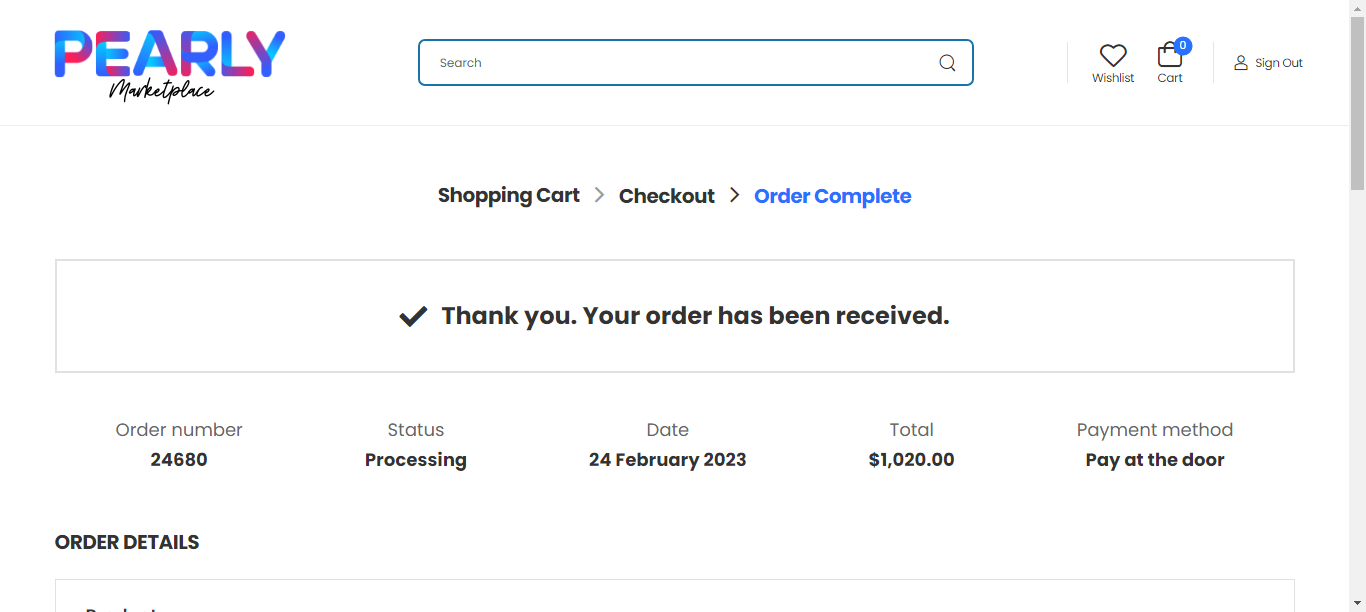 PEARLY
Marketplace
Search
Wishlist
0
Cart
Sign Out
Shopping Cart > Checkout > Order Complete
Thank you. Your order has been received.
Order number
24680
Status
Processing
Date
24 February 2023
Total
$1,020.00
Payment method
Pay at the door
ORDER DETAILS